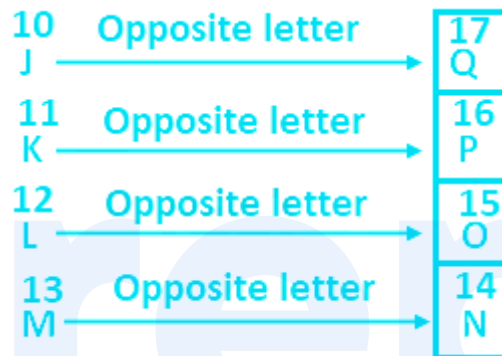 10 Opposite letter 17
J Q
11 Opposite letter 16
K P
12 Opposite letter 15
L O
13 Opposite letter 14
M N